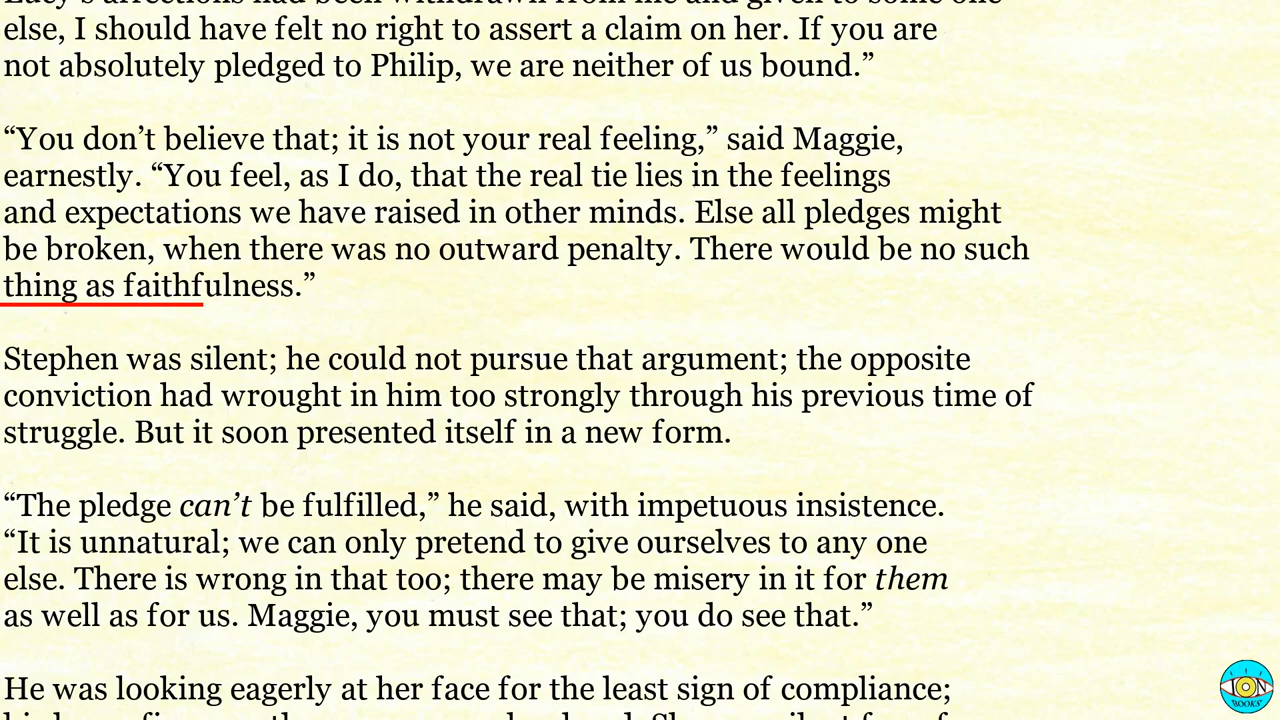 else, I should have felt no right to assert a claim on her. If you are
not absolutely pledged to Philip, we are neither of us bound.”
“You don’t believe that; it is not your real feeling,” said Maggie,
earnestly. “You feel, as I do, that the real tie lies in the feelings
and expectations we have raised in other minds. Else all pledges might
be broken, when there was no outward penalty. There would be no such
thing as faithfulness.”
Stephen was silent; he could not pursue that argument; the opposite
conviction had wrought in him too strongly through his previous time of
struggle. But it soon presented itself in a new form.
“The pledge can’t be fulfilled,” he said, with impetuous insistence.
“It is unnatural; we can only pretend to give ourselves to any one
else. There is wrong in that too; there may be misery in it for them
as well as for us. Maggie, you must see that; you do see that.”
He was looking eagerly at her face for the least sign of compliance;
ION
BOOKS